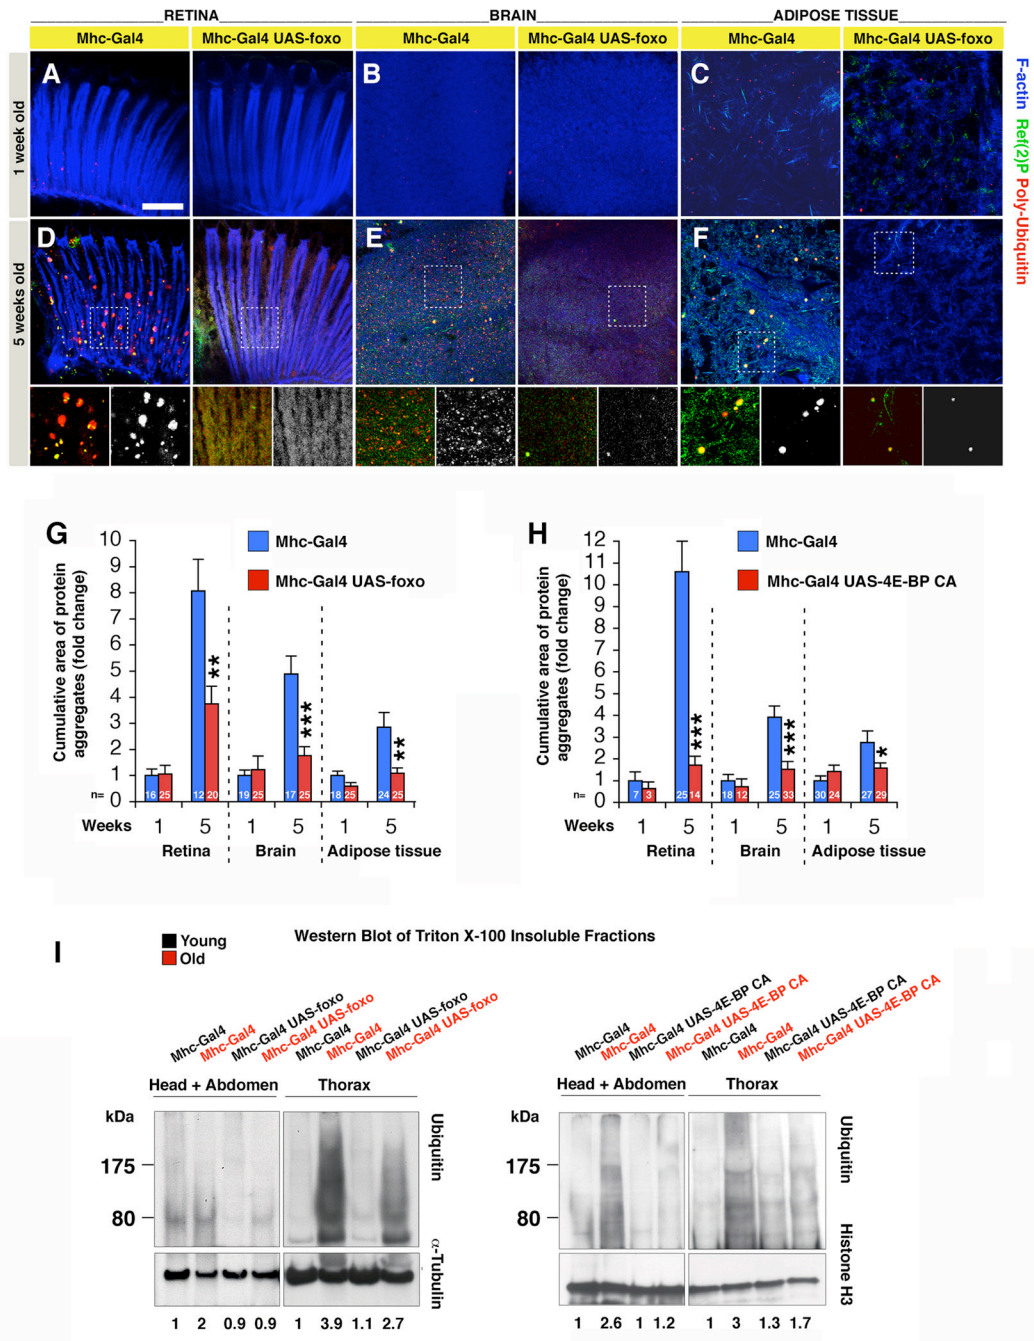 RETINA BRAIN ADIPOSE TISSUE
Mhc-Gal4 Mhc-Gal4 UAS-foxo Mhc-Gal4 Mhc-Gal4 UAS-foxo Mhc-Gal4 Mhc-Gal4 UAS-foxo
1 week old
A B C
F-actin Ref(2)P Poly-Ubiquitin
5 weeks old
D E F
G
Cumulative area of protein
aggregates (fold change)
10
9
8
7
6
5
4
3
2
1
0
Mhc-Gal4
Mhc-Gal4 UAS-foxo
** *** **
n= 16 25 12 20 19 25 17 25 18 25 24 25
Weeks 1 5 1 5 1 5
Retina Brain Adipose tissue
H
Cumulative area of protein
aggregates (fold change)
12
11
10
9
8
7
6
5
4
3
2
1
0
Mhc-Gal4
Mhc-Gal4 UAS-4E-BP CA
*** *** *
n= 7 3 25 14 18 12 25 33 30 24 27 29
Weeks 1 5 1 5 1 5
Retina Brain Adipose tissue
I
Young
Old
Western Blot of Triton X-100 Insoluble Fractions
Mhc-Gal4
Mhc-Gal4
Mhc-Gal4 UAS-foxo
Mhc-Gal4 UAS-foxo
Mhc-Gal4
Mhc-Gal4
Mhc-Gal4 UAS-foxo
Mhc-Gal4 UAS-foxo
Head + Abdomen Thorax
kDa
175
80
Ubiquitin
α-Tubulin
1 2 0.9 0.9 1 3.9 1.1 2.7
Mhc-Gal4
Mhc-Gal4
Mhc-Gal4 UAS-4E-BP CA
Mhc-Gal4 UAS-4E-BP CA
Mhc-Gal4
Mhc-Gal4
Mhc-Gal4 UAS-4E-BP CA
Mhc-Gal4 UAS-4E-BP CA
Head + Abdomen Thorax
kDa
175
80
Ubiquitin
Histone H3
1 2.6 1 1.2 1 3 1.3 1.7